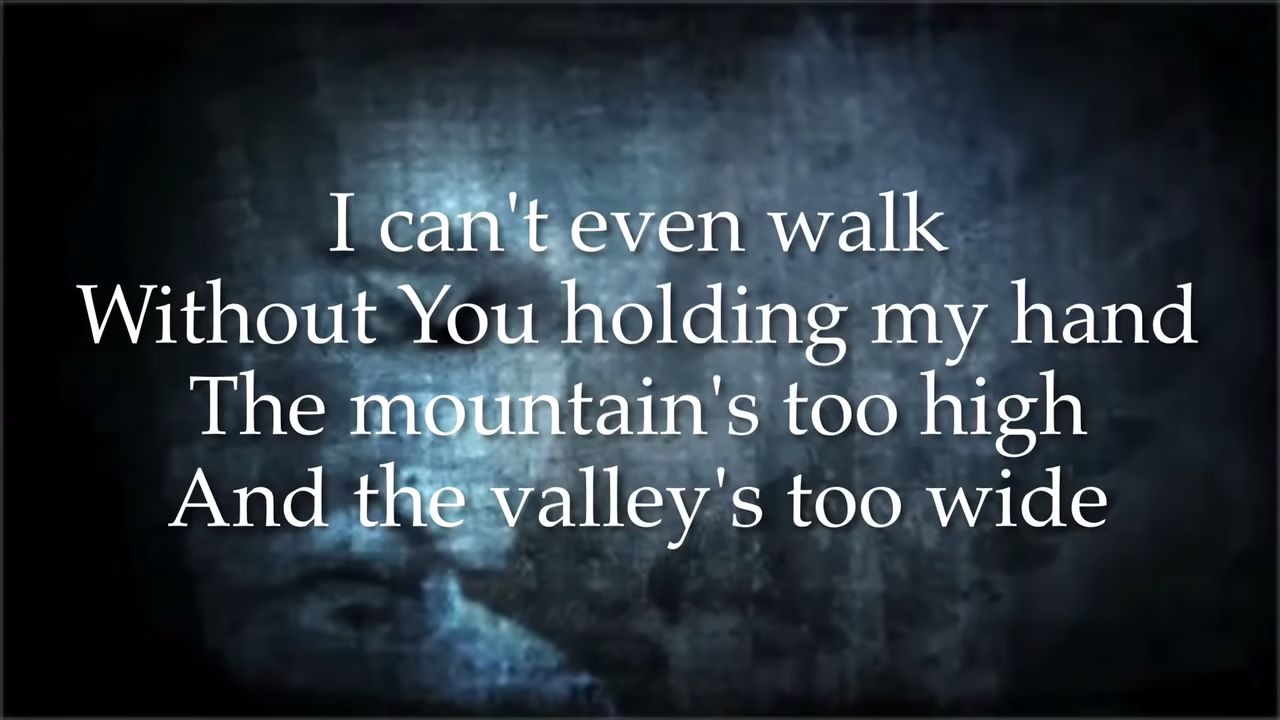 I can't even walk
Without You holding my hand
The mountain's too high
And the valley's too wide